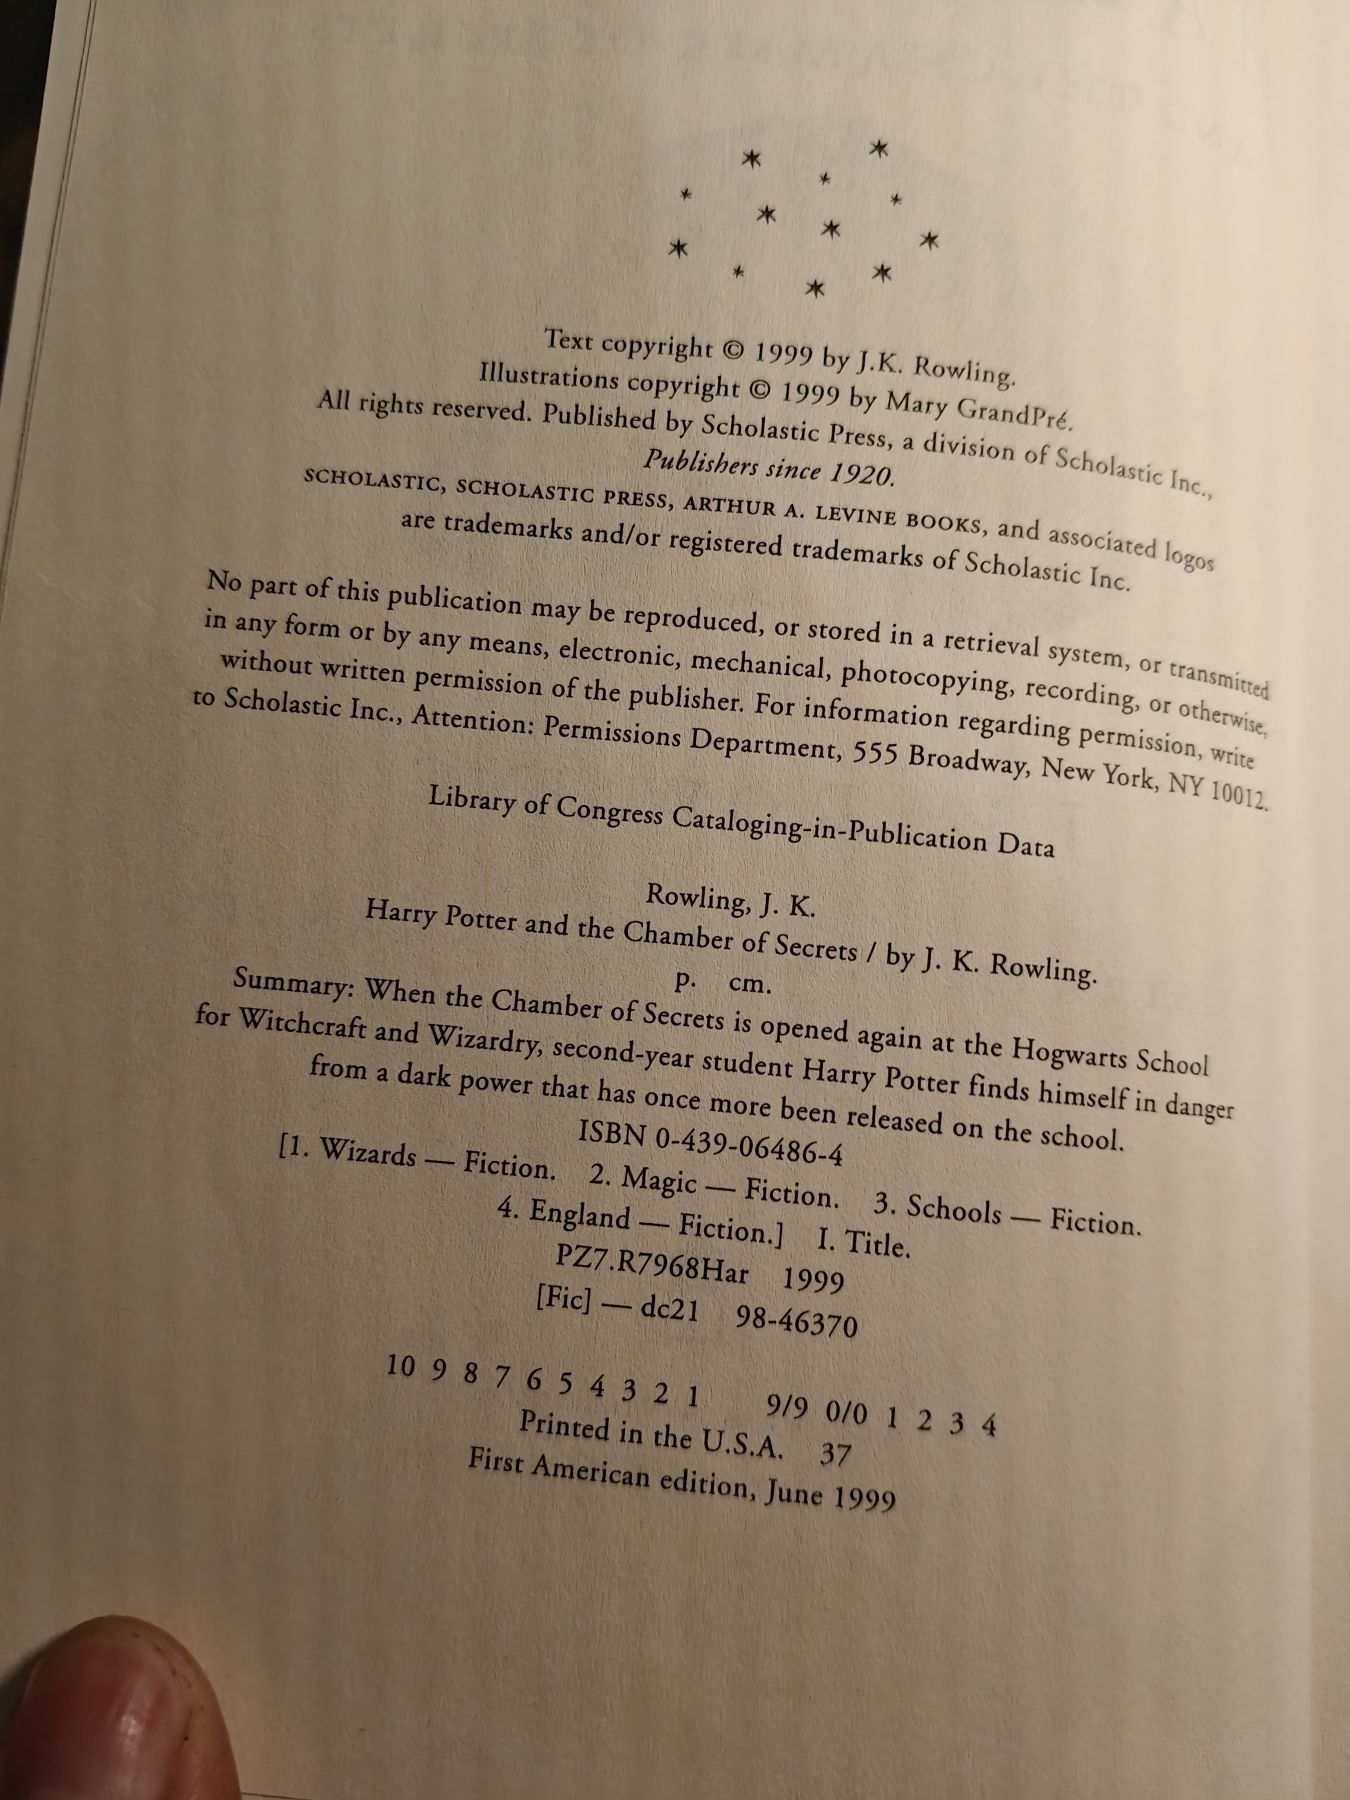 Text copyright © 1999 by J.K. Rowling.
Illustrations copyright © 1999 by Mary GrandPré.
All rights reserved. Published by Scholastic Press, a division of Scholastic Inc.,
Publishers since 1920.
SCHOLASTIC, SCHOLASTIC PRESS, ARTHUR A. LEVINE BOOKS, and associated logos
are trademarks and/or registered trademarks of Scholastic Inc.
No part of this publication may be reproduced, or stored in a retrieval system, or transmitted
in any form or by any means, electronic, mechanical, photocopying, recording, or otherwise,
without written permission of the publisher. For information regarding permission, write
to Scholastic Inc., Attention: Permissions Department, 555 Broadway, New York, NY 10012.
Library of Congress Cataloging-in-Publication Data
Rowling, J. K.
Harry Potter and the Chamber of Secrets / by J. K. Rowling.
p. cm.
Summary: When the Chamber of Secrets is opened again at the Hogwarts School
for Witchcraft and Wizardry, second-year student Harry Potter finds himself in danger
from a dark power that has once more been released on the school.
ISBN 0-439-06486-4
[1. Wizards — Fiction. 2. Magic — Fiction. 3. Schools — Fiction.
4. England — Fiction.] I. Title.
PZ7.R7968Har 1999
[Fic] — dc21 98-46370
10 9 8 7 6 5 4 3 2 1 9/9 0/0 1 2 3 4
Printed in the U.S.A. 37
First American edition, June 1999